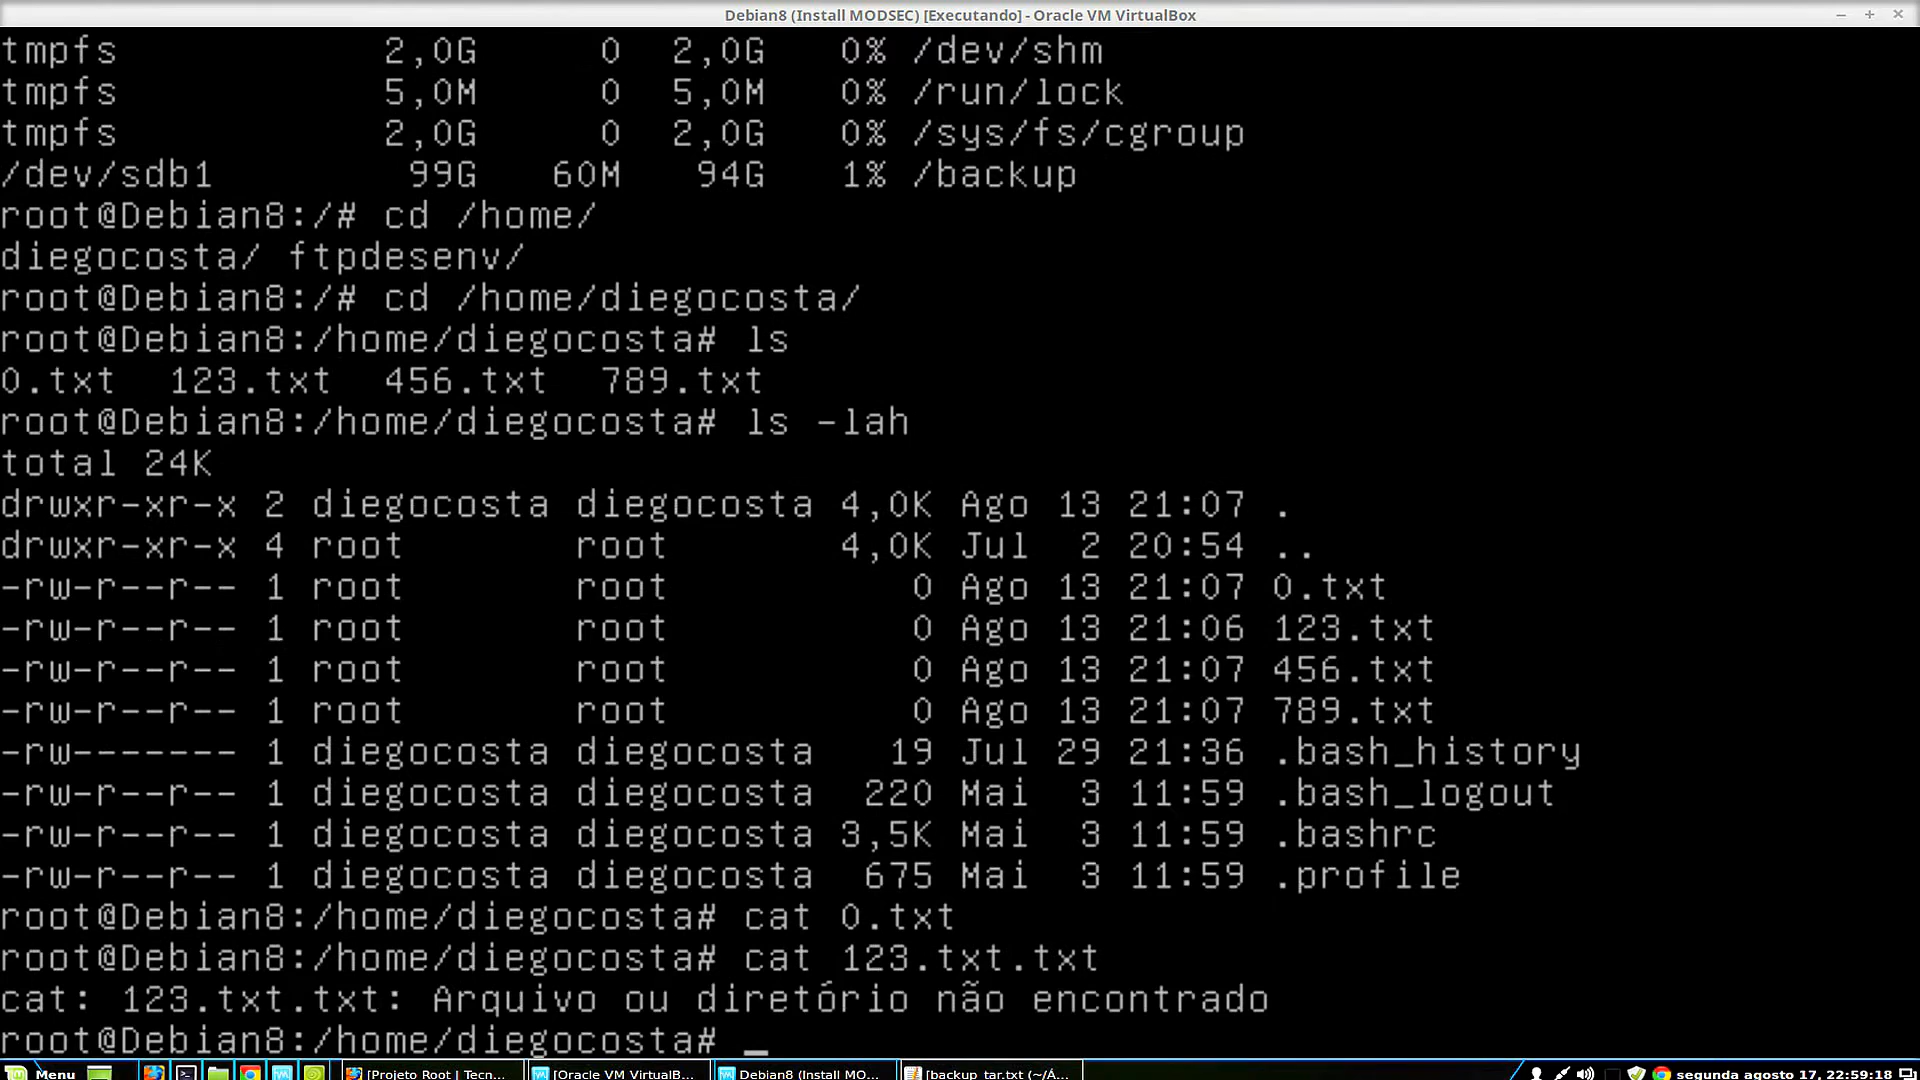 Debian8 (Install MODSEC) [Executando] - Oracle VM VirtualBox
tmpfs 2,0G 0 2,0G 0% /dev/shm
tmpfs 5,0M 0 5,0M 0% /run/lock
tmpfs 2,0G 0 2,0G 0% /sys/fs/cgroup
/dev/sdb1 99G 60M 94G 1% /backup
root@Debian8:/# cd /home/
diegocosta/ ftpdesenv/
root@Debian8:/# cd /home/diegocosta/
root@Debian8:/home/diegocosta# ls
0.txt 123.txt 456.txt 789.txt
root@Debian8:/home/diegocosta# ls -lah
total 24K
drwxr-xr-x 2 diegocosta diegocosta 4,0K Ago 13 21:07 .
drwxr-xr-x 4 root root 4,0K Jul 2 20:54 ..
-rw-r--r-- 1 root root 0 Ago 13 21:07 0.txt
-rw-r--r-- 1 root root 0 Ago 13 21:06 123.txt
-rw-r--r-- 1 root root 0 Ago 13 21:07 456.txt
-rw-r--r-- 1 root root 0 Ago 13 21:07 789.txt
-rw------- 1 diegocosta diegocosta 19 Jul 29 21:36 .bash_history
-rw-r--r-- 1 diegocosta diegocosta 220 Mai 3 11:59 .bash_logout
-rw-r--r-- 1 diegocosta diegocosta 3,5K Mai 3 11:59 .bashrc
-rw-r--r-- 1 diegocosta diegocosta 675 Mai 3 11:59 .profile
root@Debian8:/home/diegocosta# cat 0.txt
root@Debian8:/home/diegocosta# cat 123.txt.txt
cat: 123.txt.txt: Arquivo ou diretório não encontrado
root@Debian8:/home/diegocosta# _
Menu [Projeto Root | Tecn... [Oracle VM VirtualB... Debian8 (Install MO... [backup_tar.txt (~/Á... segunda agosto 17, 22:59:18